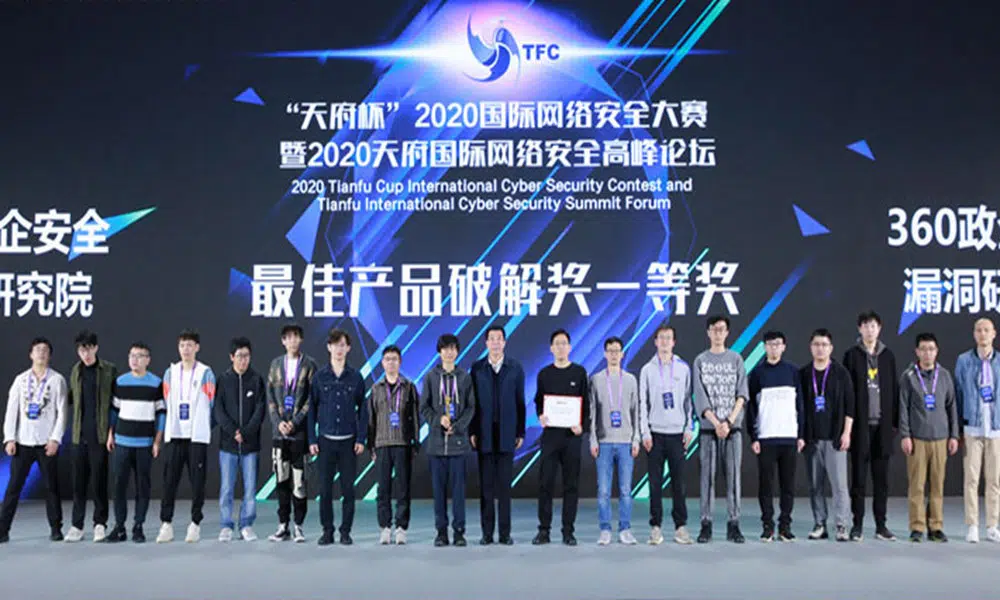 TFC
“天府杯”2020国际网络安全大赛
暨2020天府国际网络安全高峰论坛
2020 Tianfu Cup International Cyber Security Contest and
Tianfu International Cyber Security Summit Forum
企安全
研究院
最佳产品破解奖一等奖
360政
漏洞研